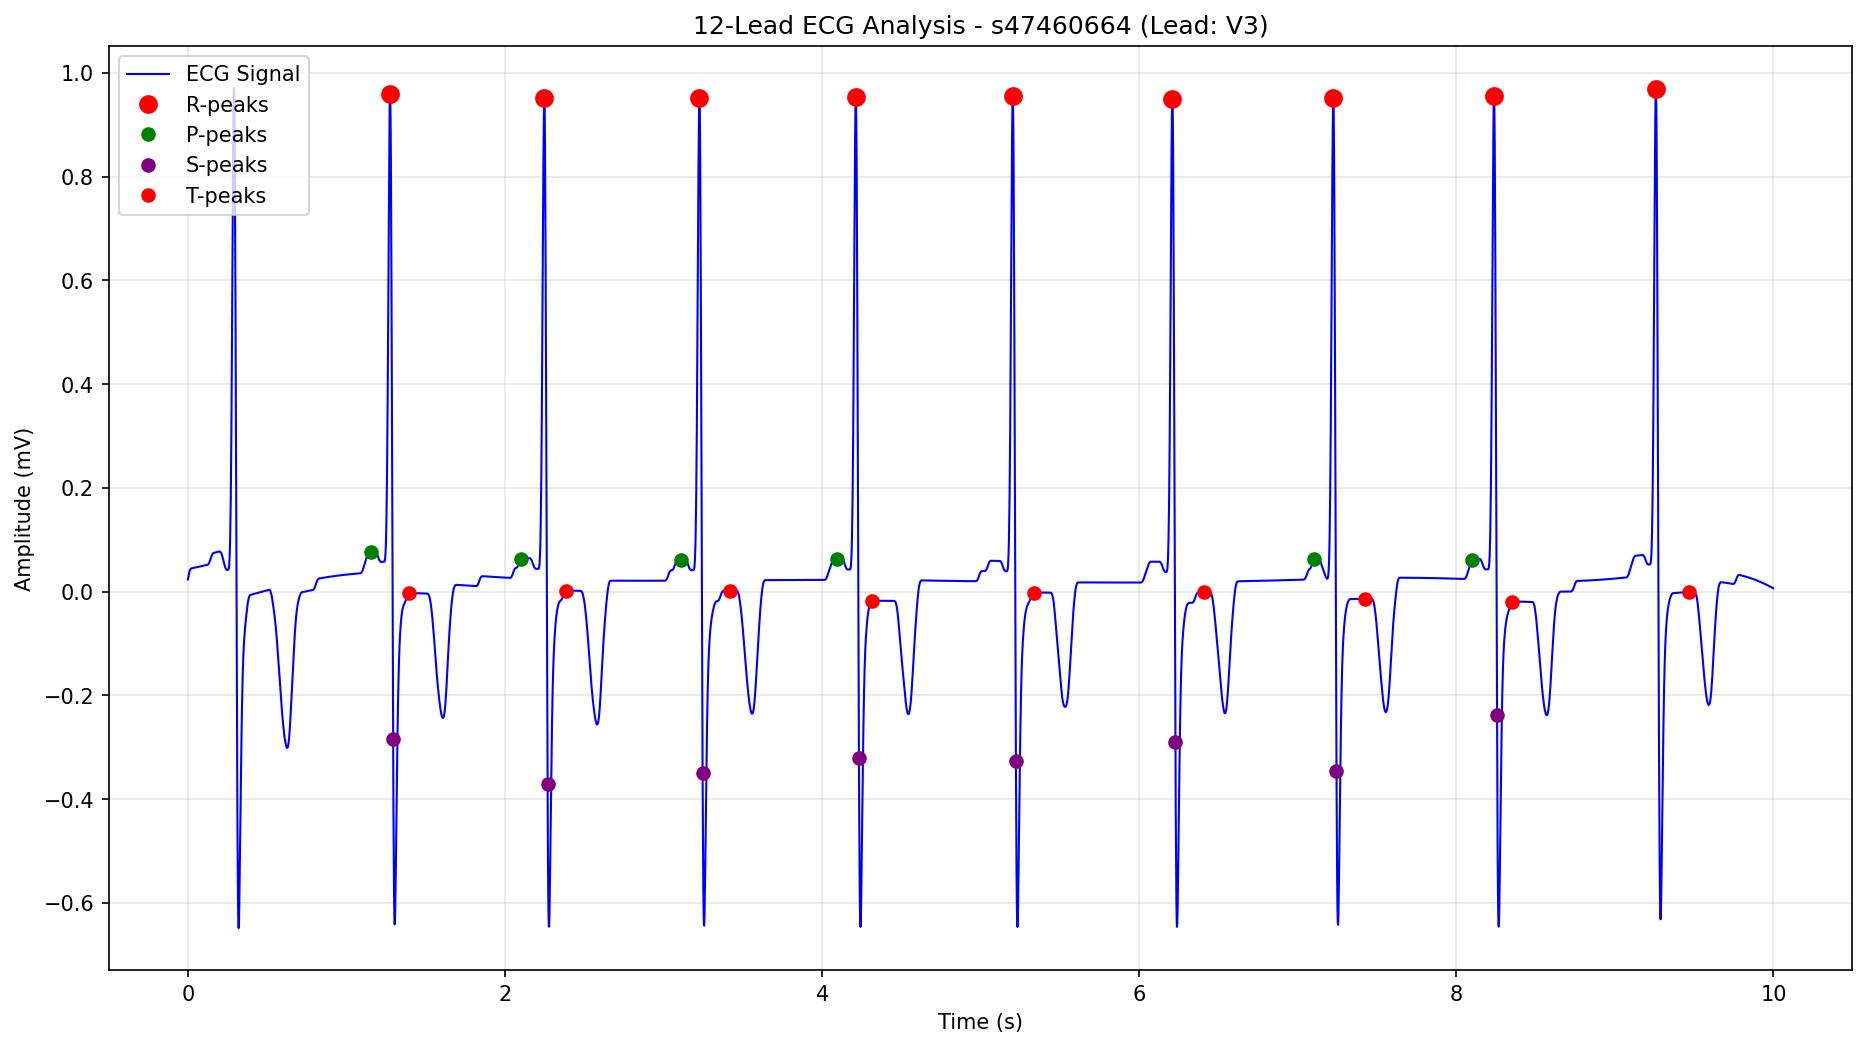 12-Lead ECG Analysis - s47460664 (Lead: V3)
ECG Signal
R-peaks
P-peaks
S-peaks
T-peaks
Amplitude (mV)
1.0
0.8
0.6
0.4
0.2
0.0
−0.2
−0.4
−0.6
0 2 4 6 8 10
Time (s)